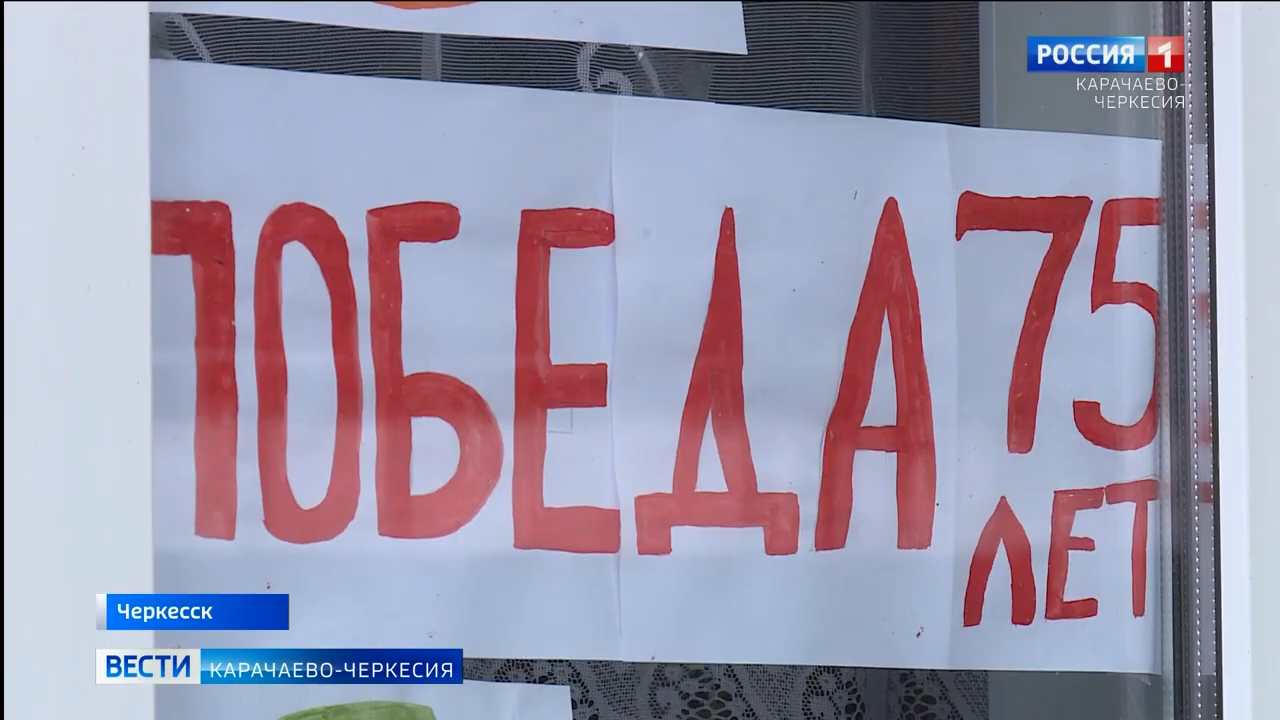 РОССИЯ 1
КАРАЧАЕВО-
ЧЕРКЕСИЯ
ПОБЕДА 75
ЛЕТ
Черкесск
ВЕСТИ КАРАЧАЕВО-ЧЕРКЕСИЯ